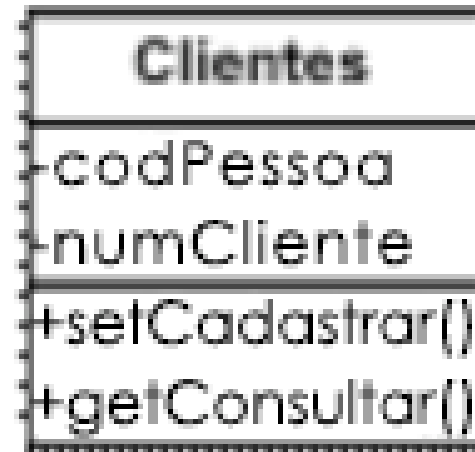 Clientes
-codPessoa
-numCliente
+setCadastrar()
+getConsultar()